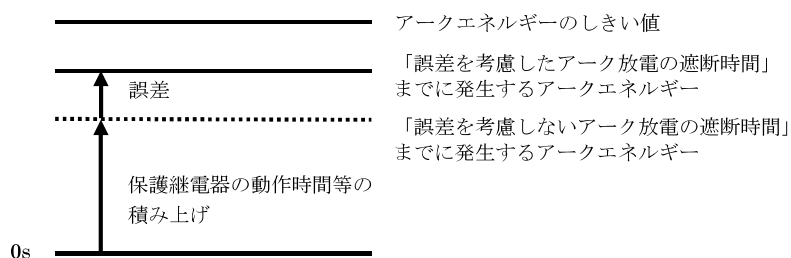 アークエネルギーのしきい値
「誤差を考慮したアーク放電の遮断時間」
までに発生するアークエネルギー
誤差
「誤差を考慮しないアーク放電の遮断時間」
までに発生するアークエネルギー
保護継電器の動作時間等の
積み上げ
0s